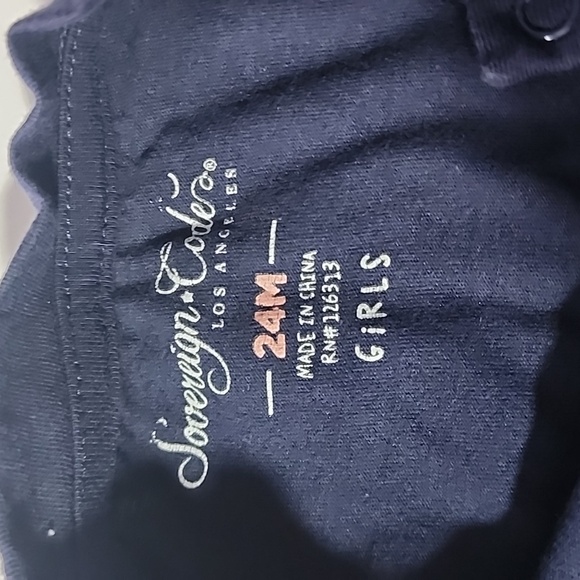 Sovereign★Code®
LOS ANGELES
— 24M —
MADE IN CHINA
RN#126313
GiRLS